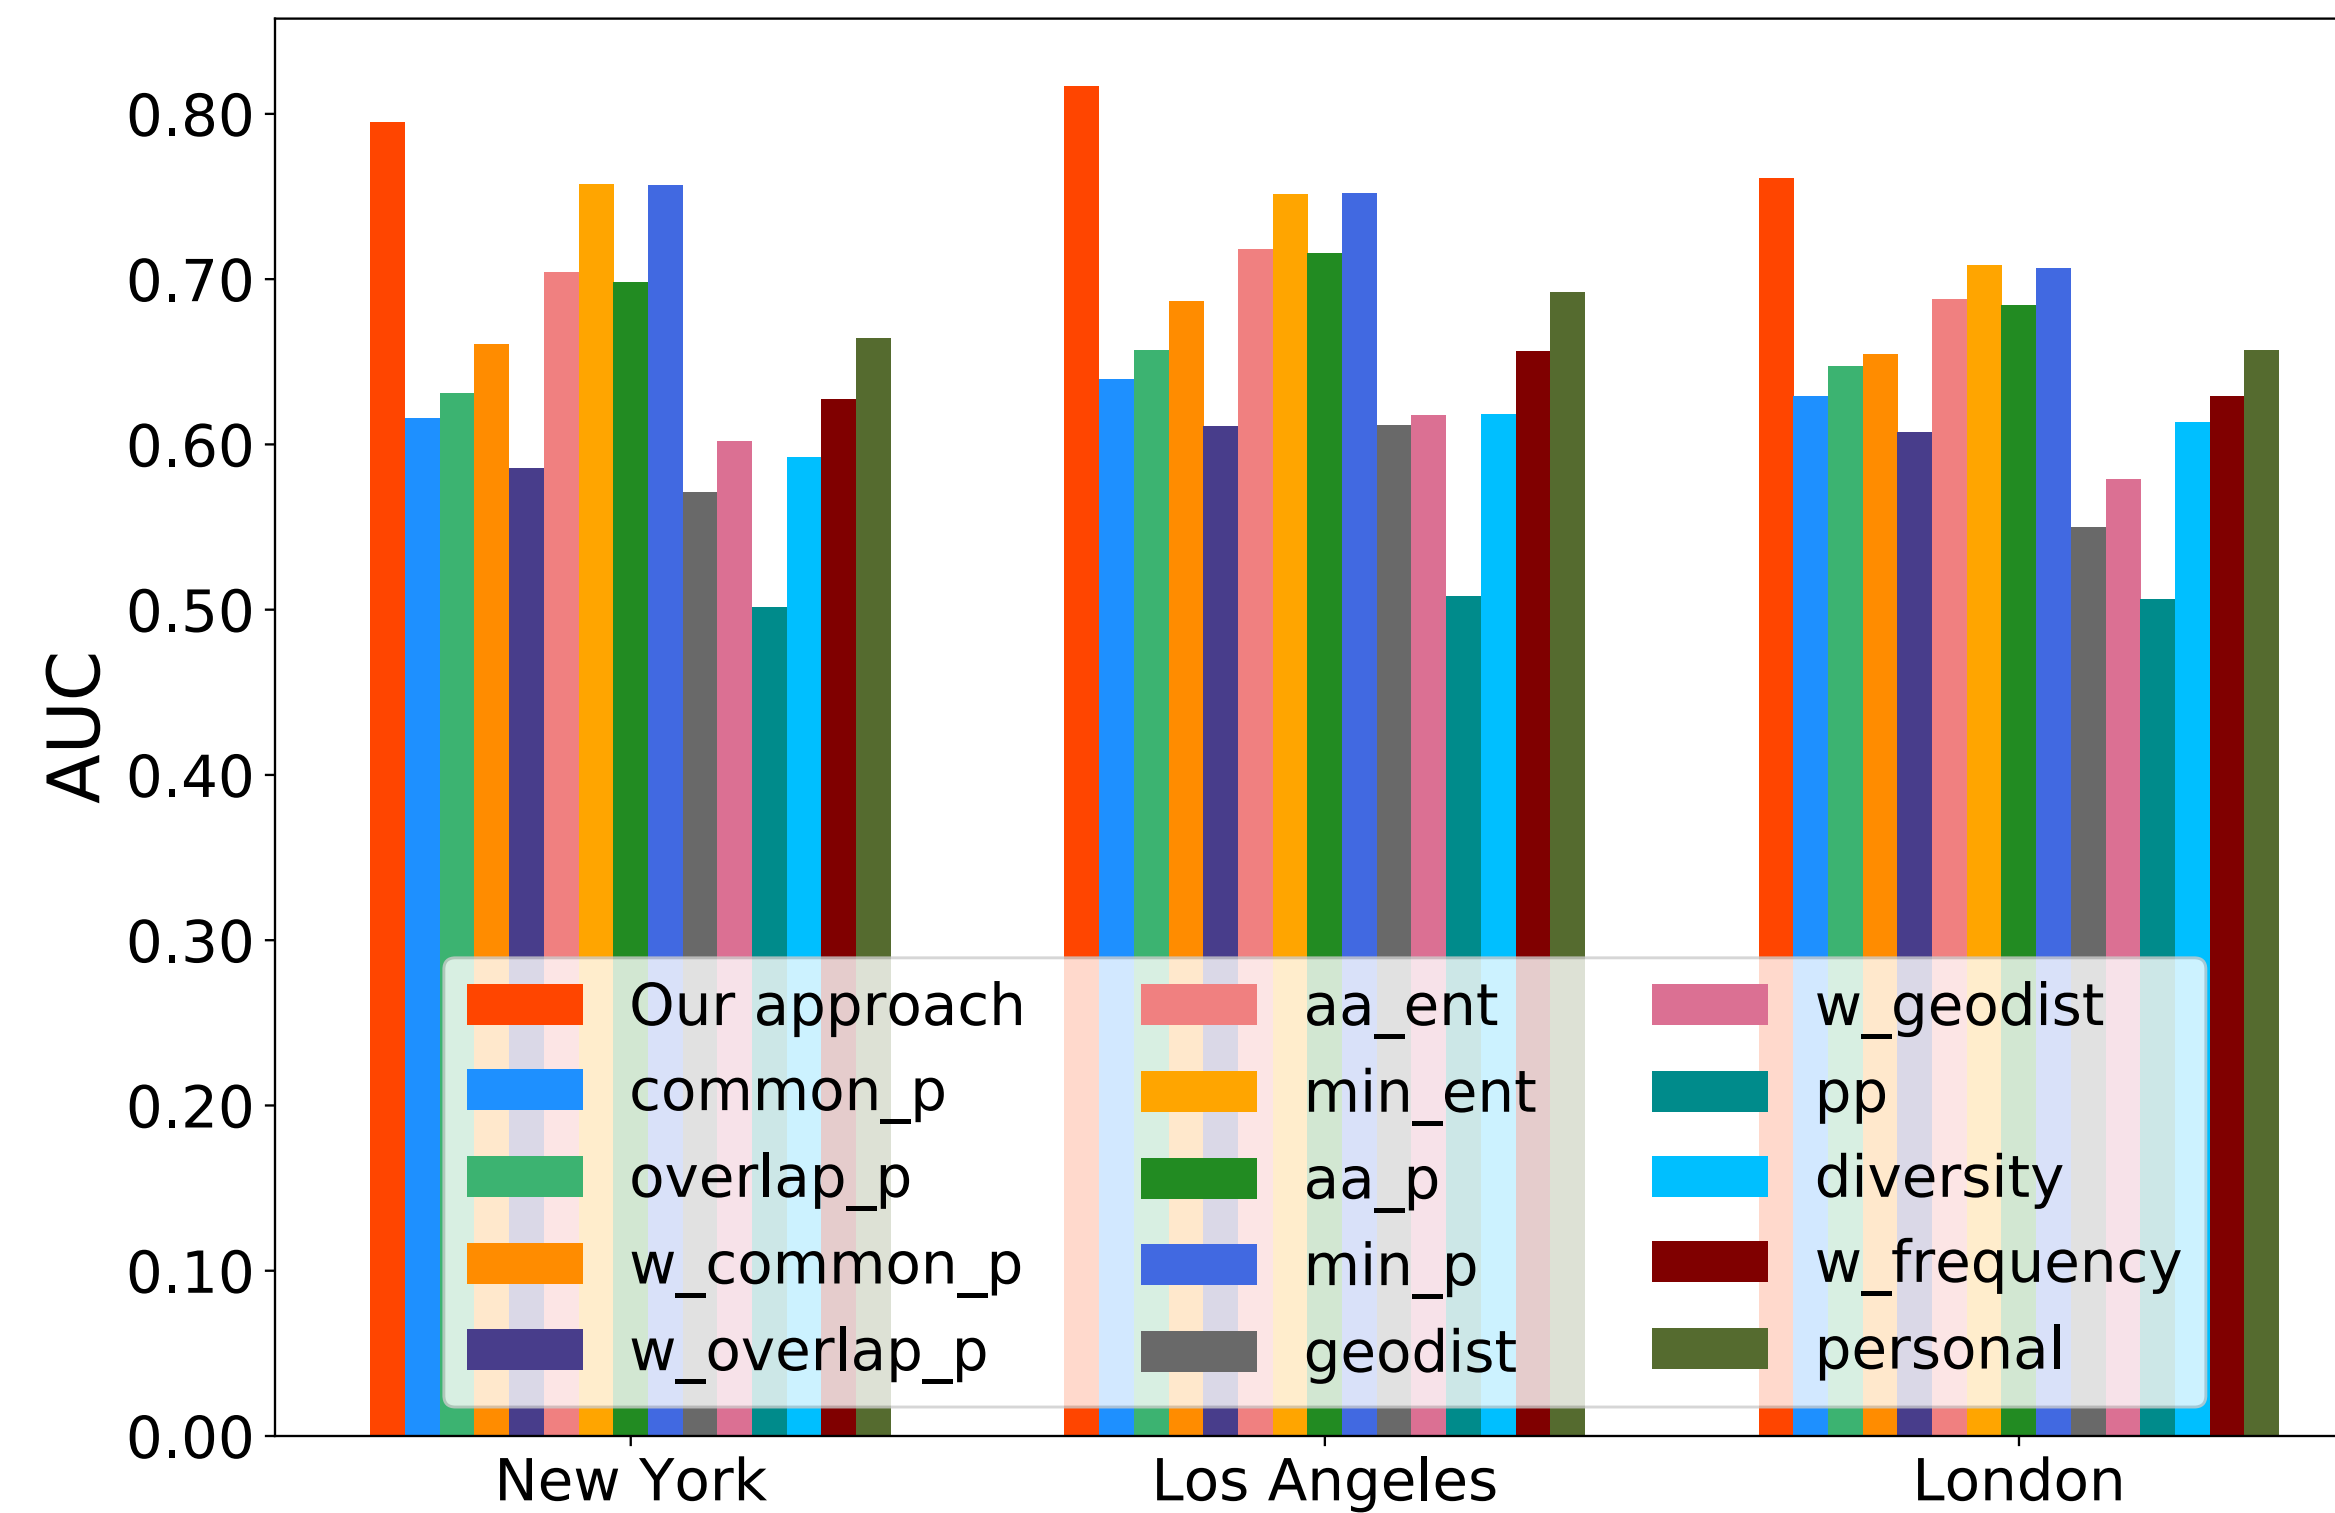 AUC
0.80
0.70
0.60
0.50
0.40
0.30
0.20
0.10
0.00
Our approach
common_p
overlap_p
w_common_p
w_overlap_p
aa_ent
min_ent
aa_p
min_p
geodist
w_geodist
pp
diversity
w_frequency
personal
New York
Los Angeles
London